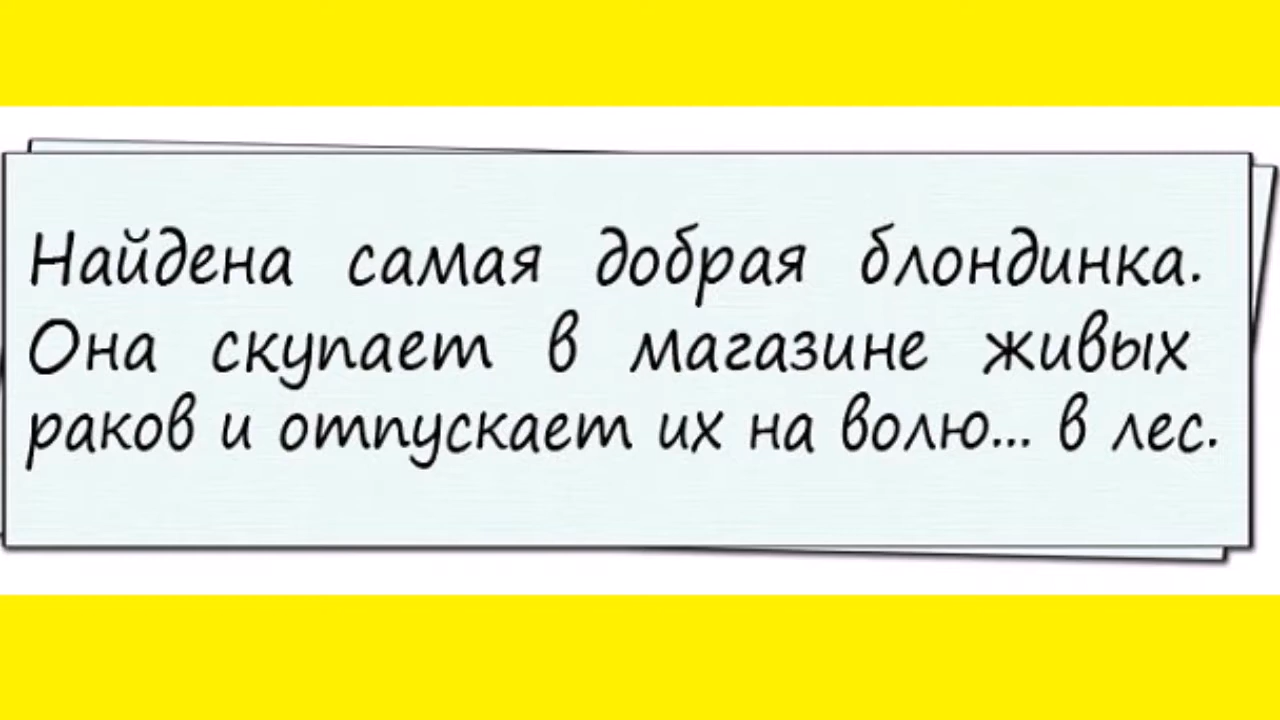 Найдена самая добрая блондинка.
Она скупает в магазине живых
раков и отпускает их на волю... в лес.